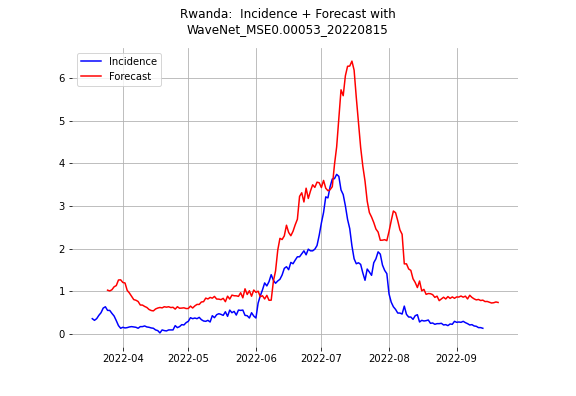 Rwanda:  Incidence + Forecast with
WaveNet_MSE0.00053_20220815
Incidence
Forecast
6
5
4
3
2
1
0
2022-04 2022-05 2022-06 2022-07 2022-08 2022-09